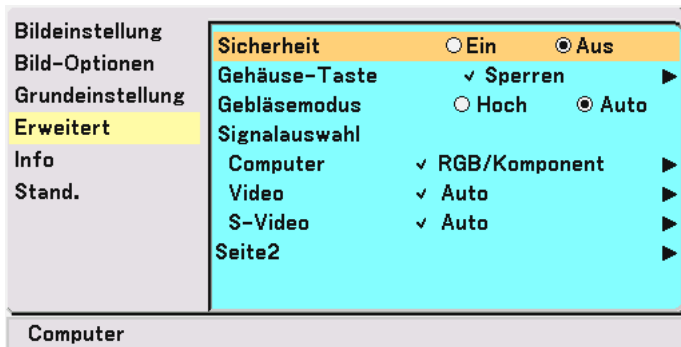 Bildeinstellung
Bild-Optionen
Grundeinstellung
Erweitert
Info
Stand.
Sicherheit Ein Aus
Gehäuse-Taste ✓ Sperren ▶
Gebläsemodus Hoch Auto
Signalauswahl
Computer ✓ RGB/Komponent ▶
Video ✓ Auto ▶
S-Video ✓ Auto ▶
Seite2 ▶
Computer